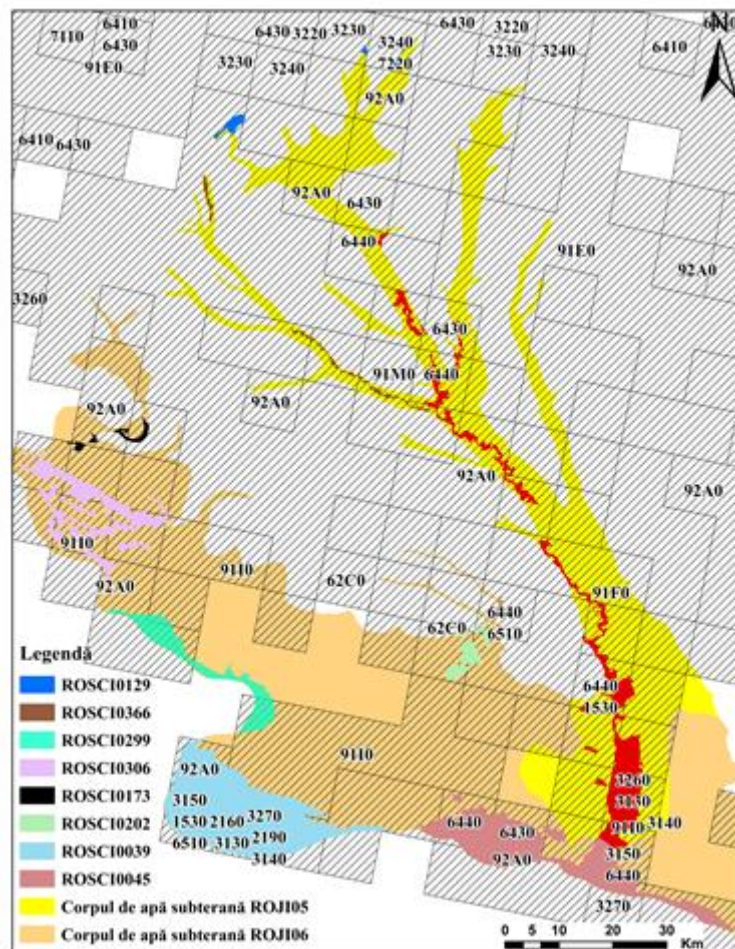 6410 6430 3230 6430
7110 6430 6430 3220 3240 3220 N
91E0 3230 3240 7220 3230 3240 6410
92A0
6410 6430
92A0 6430
6440 91E0
92A0
3260
6430
91M0 6440
92A0 92A0
92A0 92A0
91I0
91I0 62C0
92A0 91F0
6440
62C0 6510
6440
1530
91I0
92A0 3260
3150 3130
1530 2160 3270 6440 6430 91I0 3140
6510 3130 2190 92A0 3150
3140 6440
3270
Legendă
ROSCI0129
ROSCI0366
ROSCI0299
ROSCI0306
ROSCI0173
ROSCI0202
ROSCI0039
ROSCI0045
Corpul de apă subterană ROJI05
Corpul de apă subterană ROJI06
0 5 10 20 30
Km